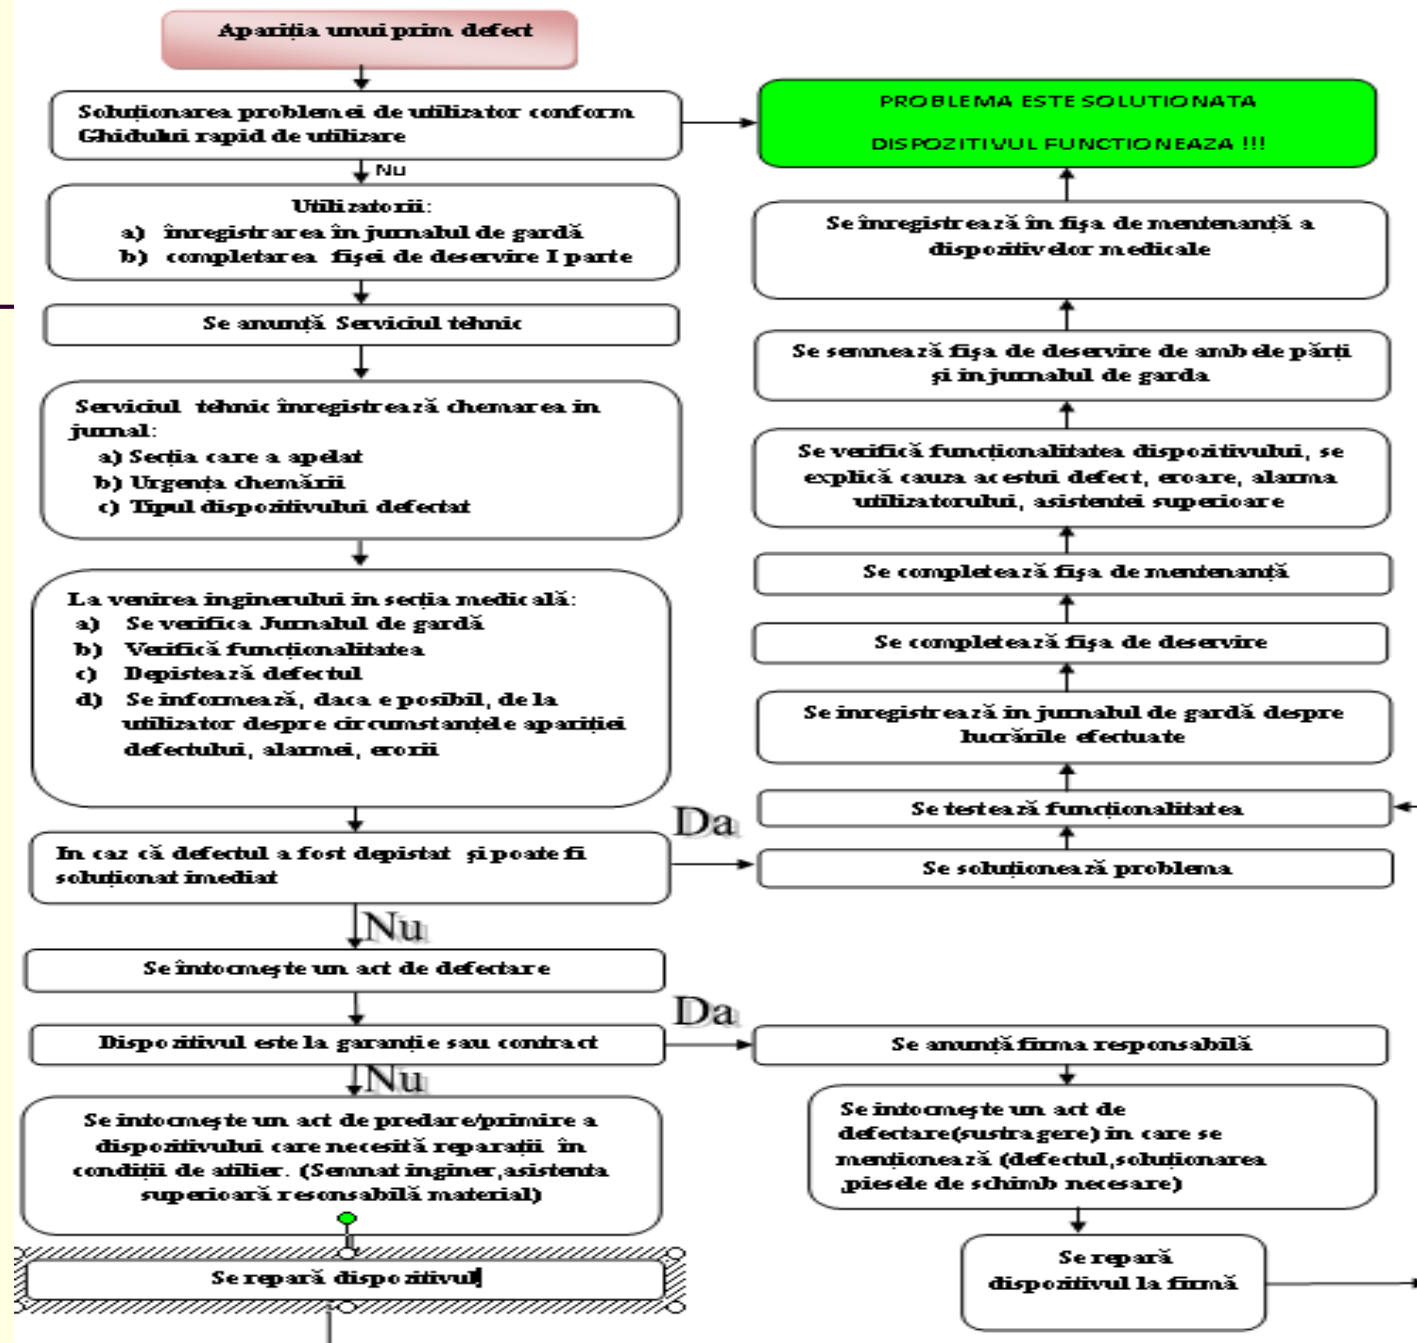 Apariția unui prim defect
Soluționarea problemei de utilizator conform
Ghidului rapid de utilizare
Nu
Utilizatorii:
a) înregistrarea în jurnalul de gardă
b) completarea fișei de deservire I parte
Se anunță Serviciul tehnic
Serviciul tehnic înregistrează chemarea in
jurnal:
a) Secția care a apelat
b) Urgența chemării
c) Tipul dispozitivului defectat
La venirea inginerului in secția medicală:
a) Se verifica Jurnalul de gardă
b) Verifică funcționalitatea
c) Depistează defectul
d) Se informează, daca e posibil, de la
utilizator despre circumstanțele apariției
defectului, alarmei, erorii
In caz că defectul a fost depistat și poate fi
soluționat imediat
Da
Nu
Se întocmește un act de defectare
Dispozitivul este la garanție sau contract
Da
Nu
Se întocmește un act de predare/primire a
dispozitivului care necesită reparații în
condiții de atilier. (Semnat inginer,asistenta
superioară resonsabilă material)
Se repară dispozitivul
PROBLEMA ESTE SOLUTIONATA
DISPOZITIVUL FUNCTIONEAZA !!!
Se înregistrează în fișa de mentenanță a
dispozitivelor medicale
Se semnează fișa de deservire de ambele părți
și in jurnalul de garda
Se verifică funcționalitatea dispozitivului, se
explică cauza acestui defect, eroare, alarma
utilizatorului, asistentei superioare
Se completează fișa de mentenanță
Se completează fișa de deservire
Se inregistrează in jurnalul de gardă despre
lucrările efectuate
Se testează funcționalitatea
Se soluționează problema
Se anunță firma responsabilă
Se intocmește un act de
defectare(sustragere) in care se
menționează (defectul,soluționarea
,piesele de schimb necesare)
Se repară
dispozitivul la firmă